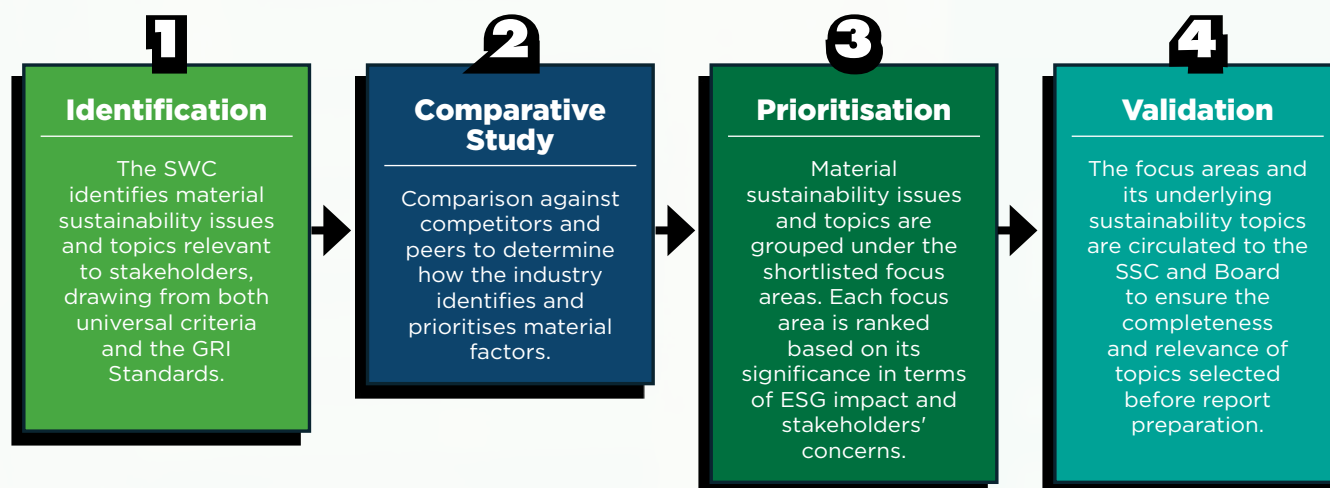 1
Identification
The SWC
identifies material
sustainability issues
and topics relevant
to stakeholders,
drawing from both
universal criteria
and the GRI
Standards.
2
Comparative
Study
Comparison against
competitors and
peers to determine
how the industry
identifies and
prioritises material
factors.
3
Prioritisation
Material
sustainability issues
and topics are
grouped under the
shortlisted focus
areas. Each focus
area is ranked
based on its
significance in terms
of ESG impact and
stakeholders'
concerns.
4
Validation
The focus areas and
its underlying
sustainability topics
are circulated to the
SSC and Board
to ensure the
completeness
and relevance of
topics selected
before report
preparation.